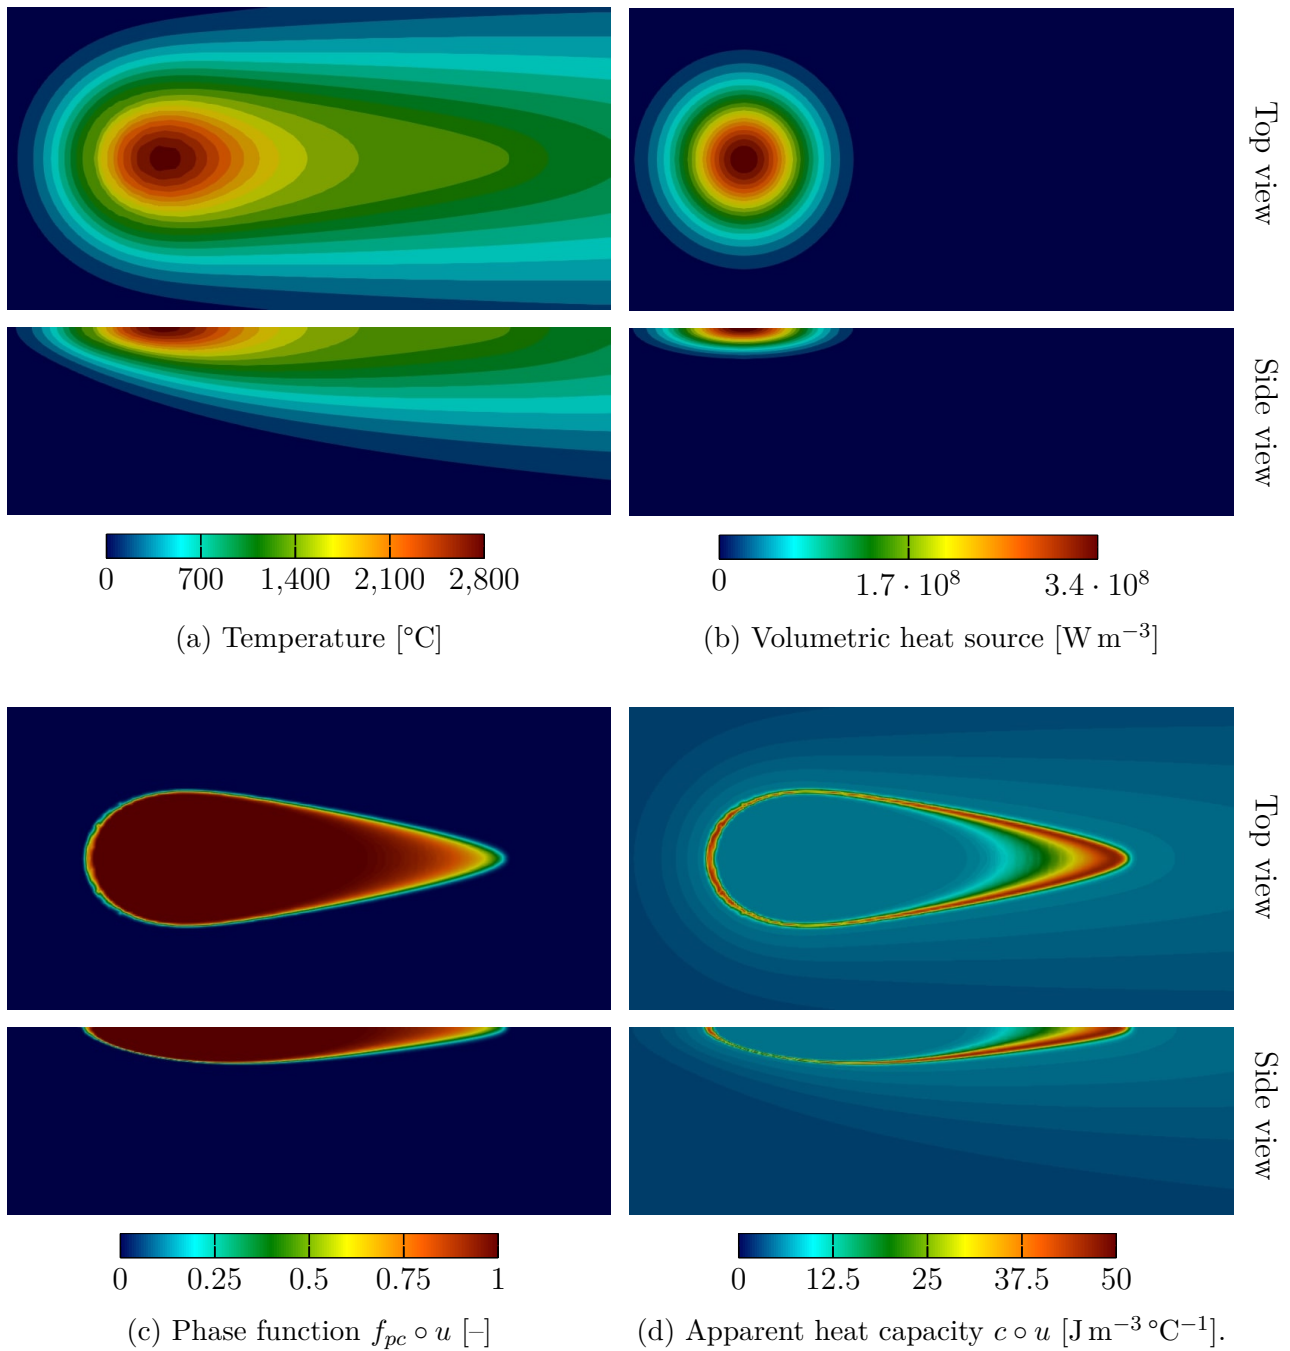 Top view
Side view
0 700 1,400 2,100 2,800
0 1.7 · 10⁸ 3.4 · 10⁸
(a) Temperature [°C]
(b) Volumetric heat source [W m⁻³]
Top view
Side view
0 0.25 0.5 0.75 1
0 12.5 25 37.5 50
(c) Phase function f_pc ∘ u [–]
(d) Apparent heat capacity c ∘ u [J m⁻³ °C⁻¹].